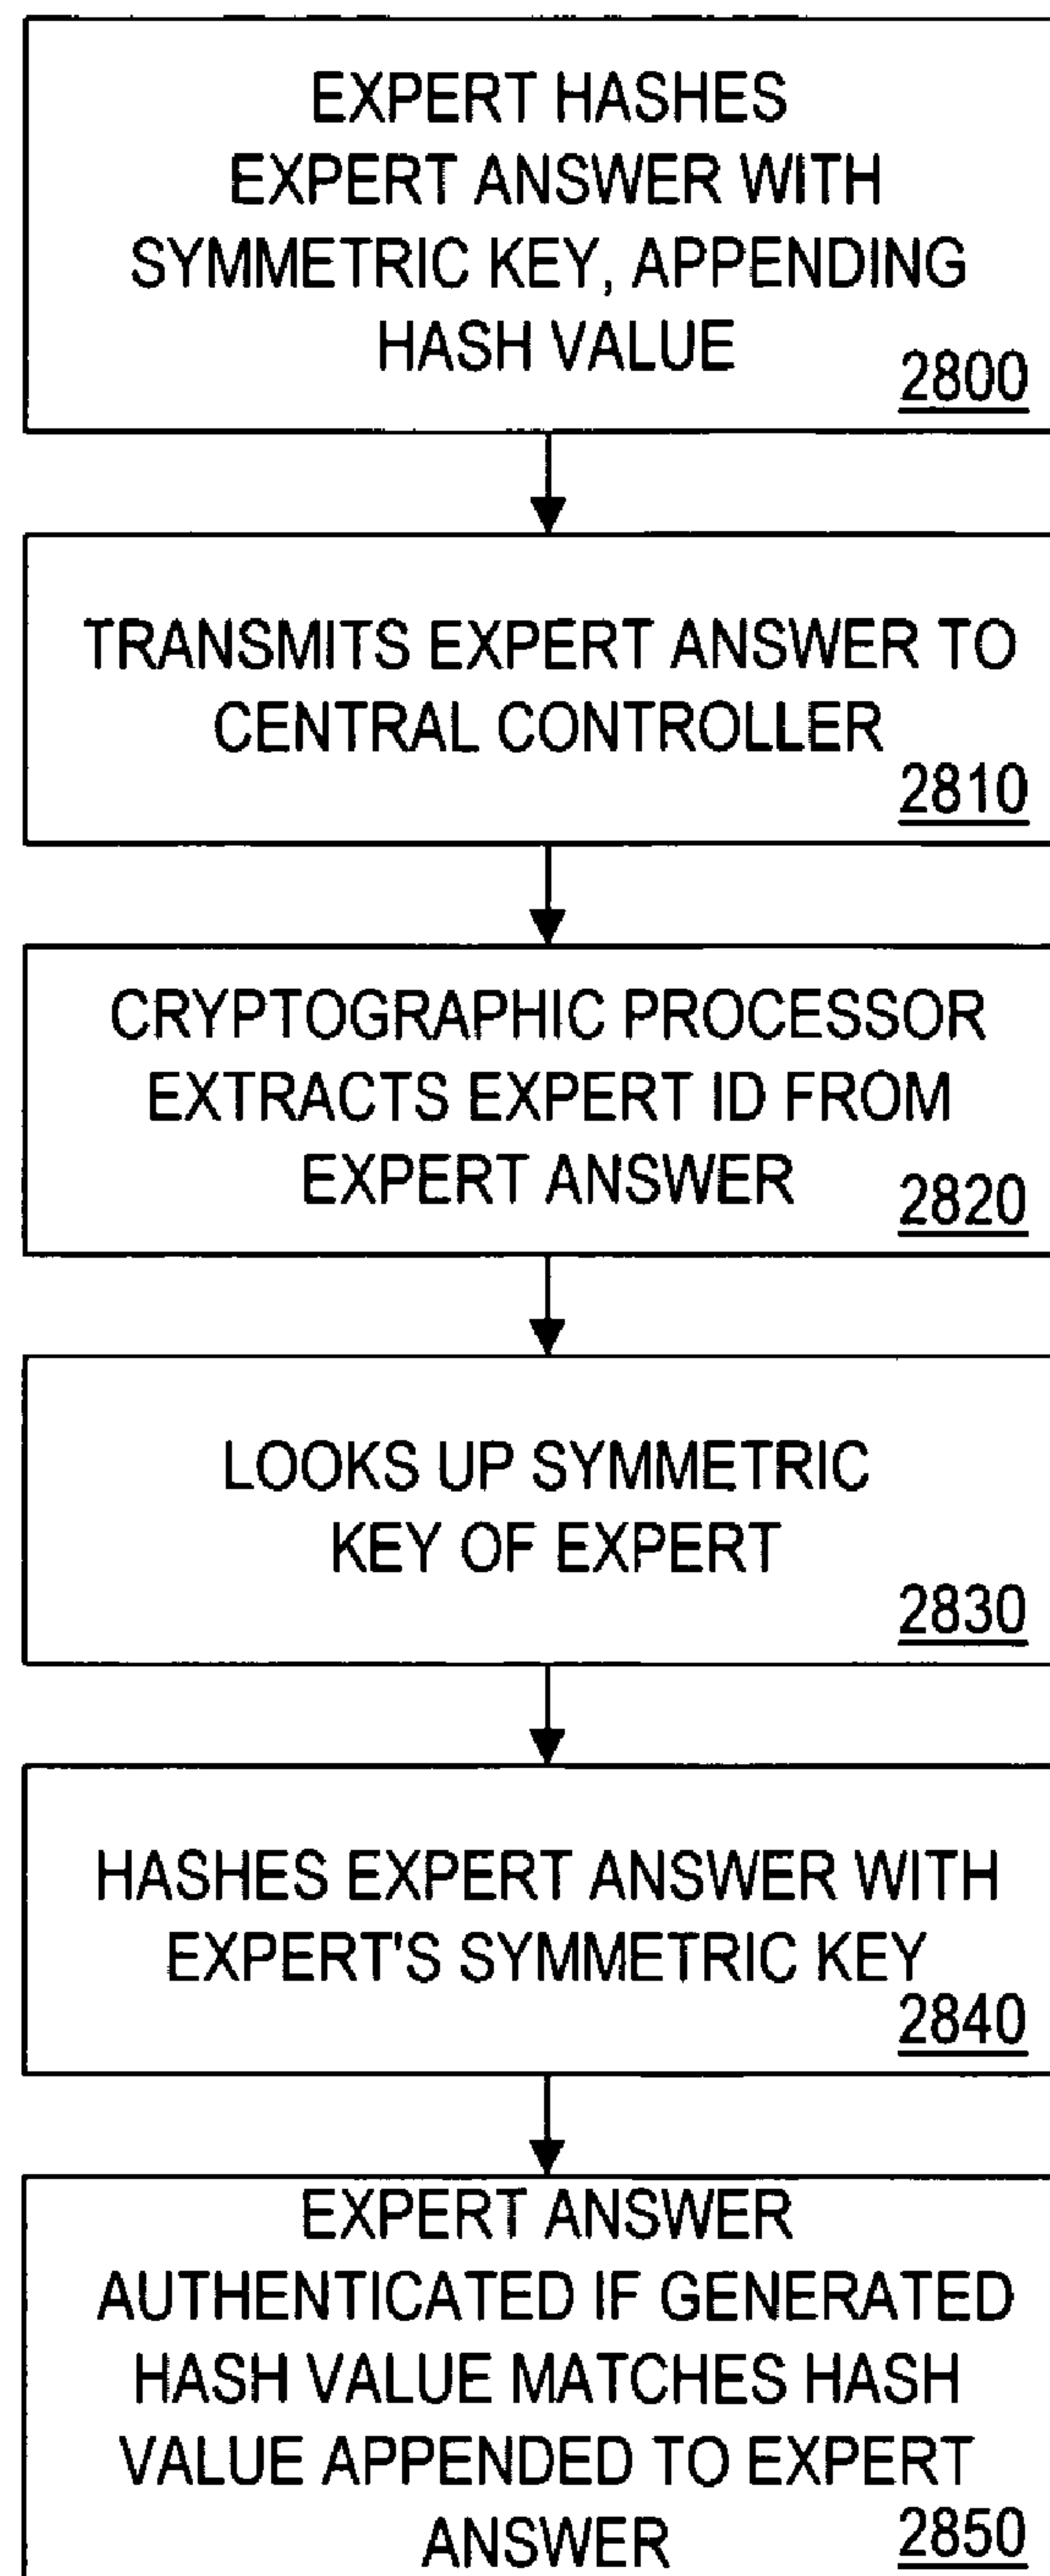 EXPERT HASHES
EXPERT ANSWER WITH
SYMMETRIC KEY, APPENDING
HASH VALUE
2800
TRANSMITS EXPERT ANSWER TO
CENTRAL CONTROLLER
2810
CRYPTOGRAPHIC PROCESSOR
EXTRACTS EXPERT ID FROM
EXPERT ANSWER
2820
LOOKS UP SYMMETRIC
KEY OF EXPERT
2830
HASHES EXPERT ANSWER WITH
EXPERT'S SYMMETRIC KEY
2840
EXPERT ANSWER
AUTHENTICATED IF GENERATED
HASH VALUE MATCHES HASH
VALUE APPENDED TO EXPERT
ANSWER
2850